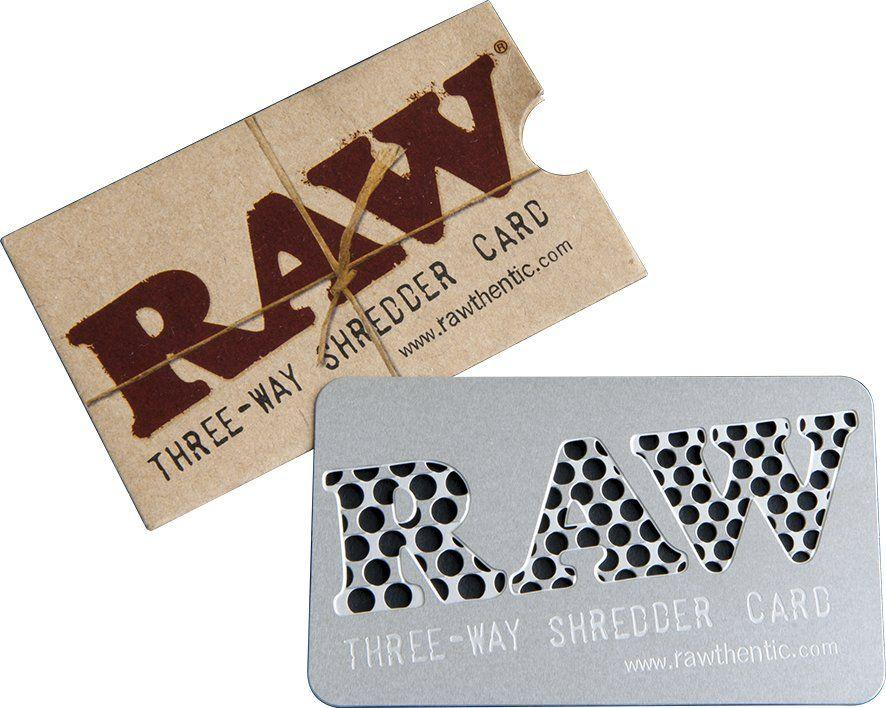 RAW®
THREE-WAY SHREDDER CARD
www.rawthentic.com
RAW
THREE-WAY SHREDDER CARD
www.rawthentic.com